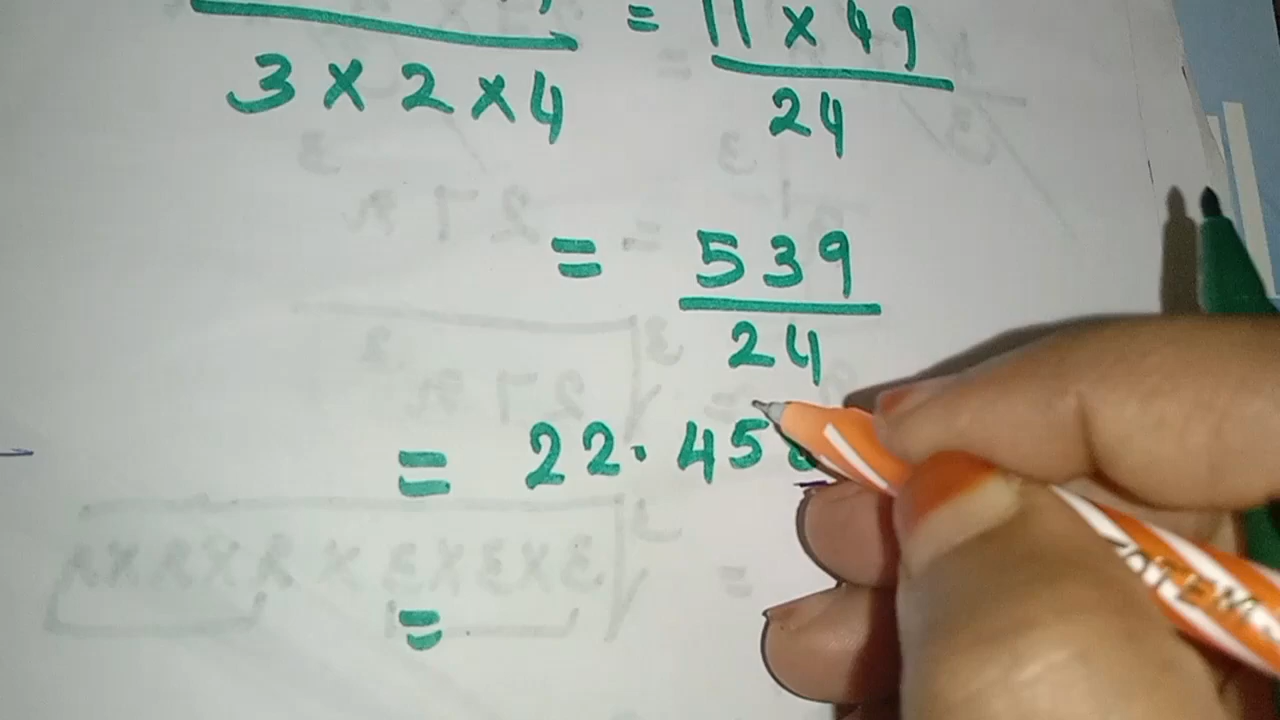 = 11 × 49
3 × 2 × 4 24
= 539
24
= 22.45
=